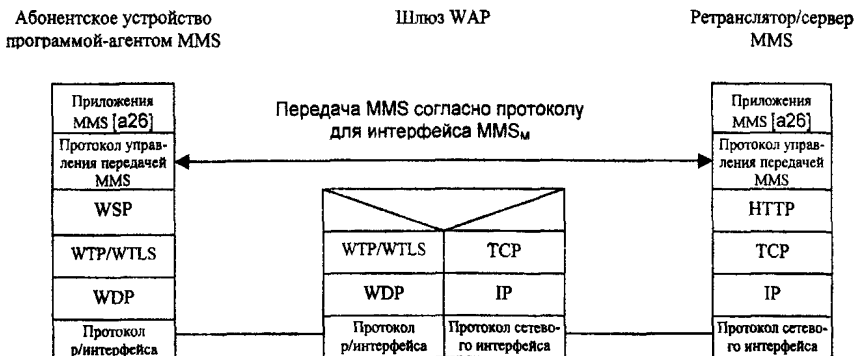 Абонентское устройство
программой-агентом MMS
Шлюз WAP
Ретранслятор/сервер
MMS
Приложения
MMS [a26]
Протокол управ-
ления передачей
MMS
WSP
WTP/WTLS
WDP
Протокол
р/интерфейса
Передача MMS согласно протоколу
для интерфейса MMSM
WTP/WTLS
TCP
WDP
IP
Протокол
р/интерфейса
Протокол сетево-
го интерфейса
Приложения
MMS [a26]
Протокол управ-
ления передачей
MMS
HTTP
TCP
IP
Протокол сетево-
го интерфейса